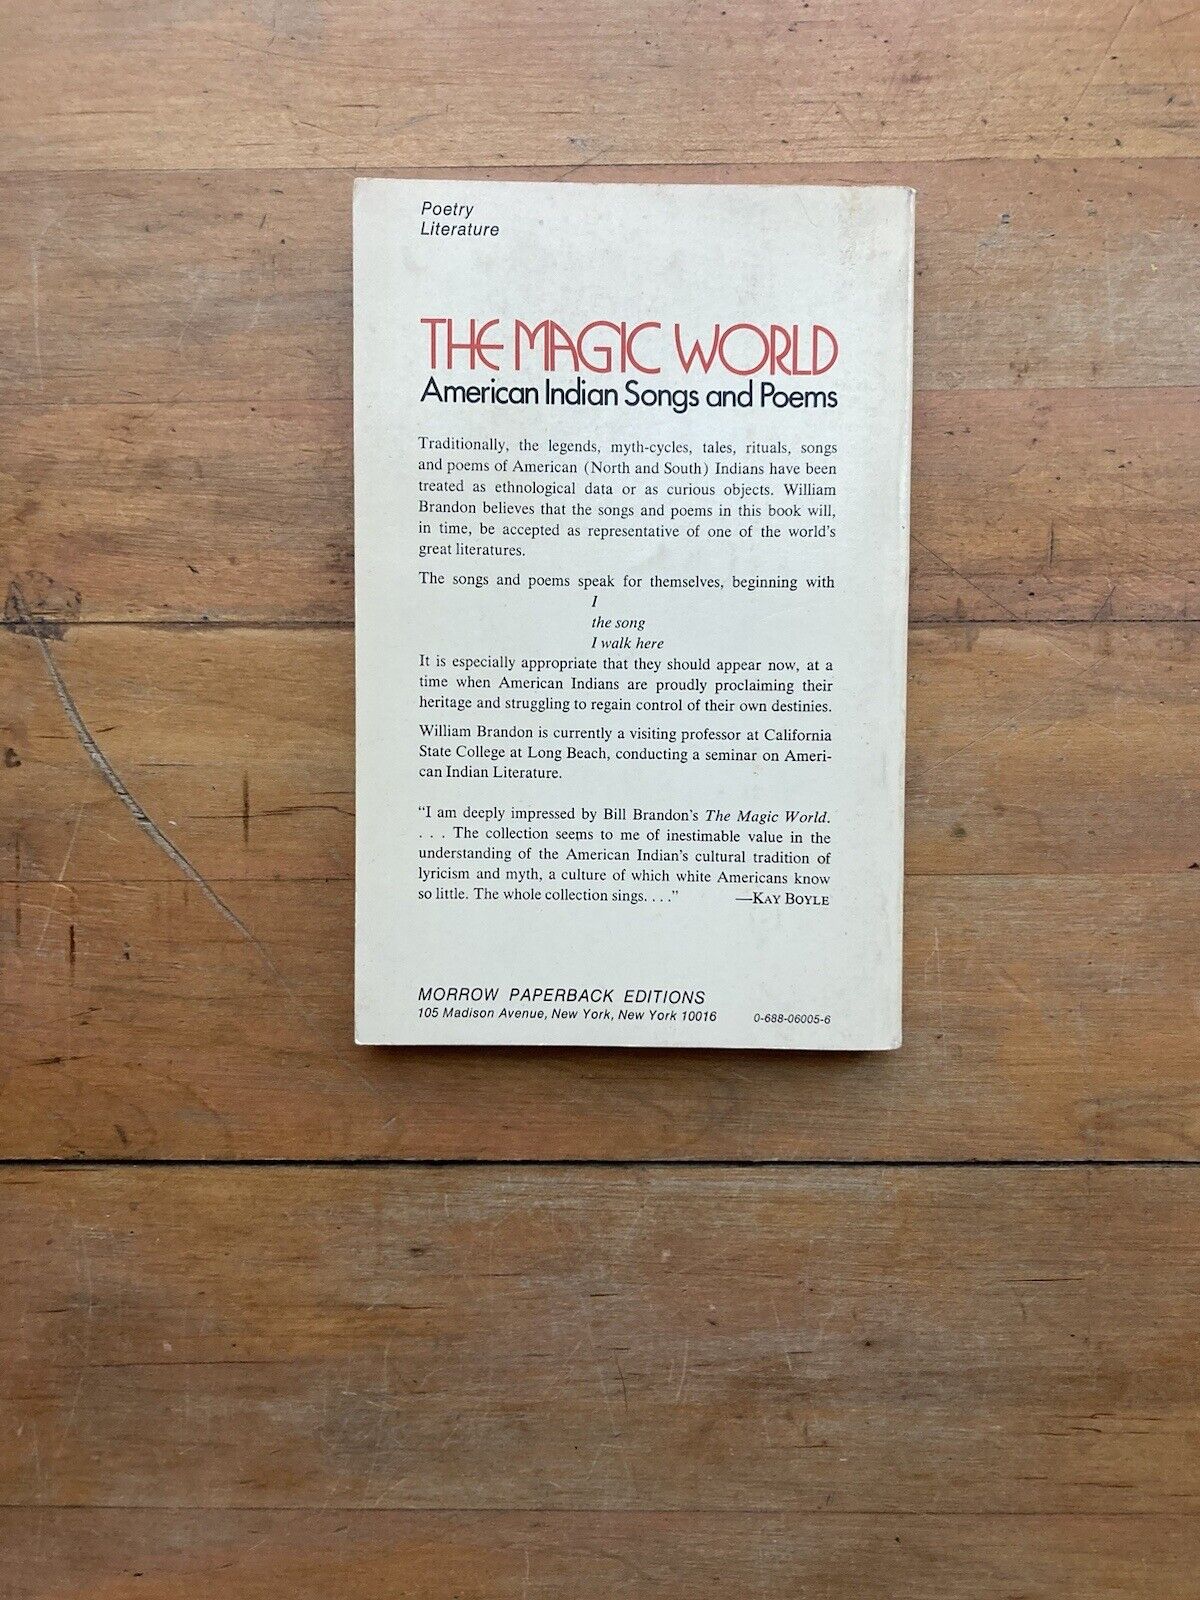 Poetry
Literature
THE MAGIC WORLD
American Indian Songs and Poems
Traditionally, the legends, myth-cycles, tales, rituals, songs
and poems of American (North and South) Indians have been
treated as ethnological data or as curious objects. William
Brandon believes that the songs and poems in this book will,
in time, be accepted as representative of one of the world's
great literatures.
The songs and poems speak for themselves, beginning with
I
the song
I walk here
It is especially appropriate that they should appear now, at a
time when American Indians are proudly proclaiming their
heritage and struggling to regain control of their own destinies.
William Brandon is currently a visiting professor at California
State College at Long Beach, conducting a seminar on Ameri-
can Indian Literature.
"I am deeply impressed by Bill Brandon's The Magic World.
. . . The collection seems to me of inestimable value in the
understanding of the American Indian's cultural tradition of
lyricism and myth, a culture of which white Americans know
so little. The whole collection sings. . . ." —KAY BOYLE
MORROW PAPERBACK EDITIONS
105 Madison Avenue, New York, New York 10016 0-688-06005-6